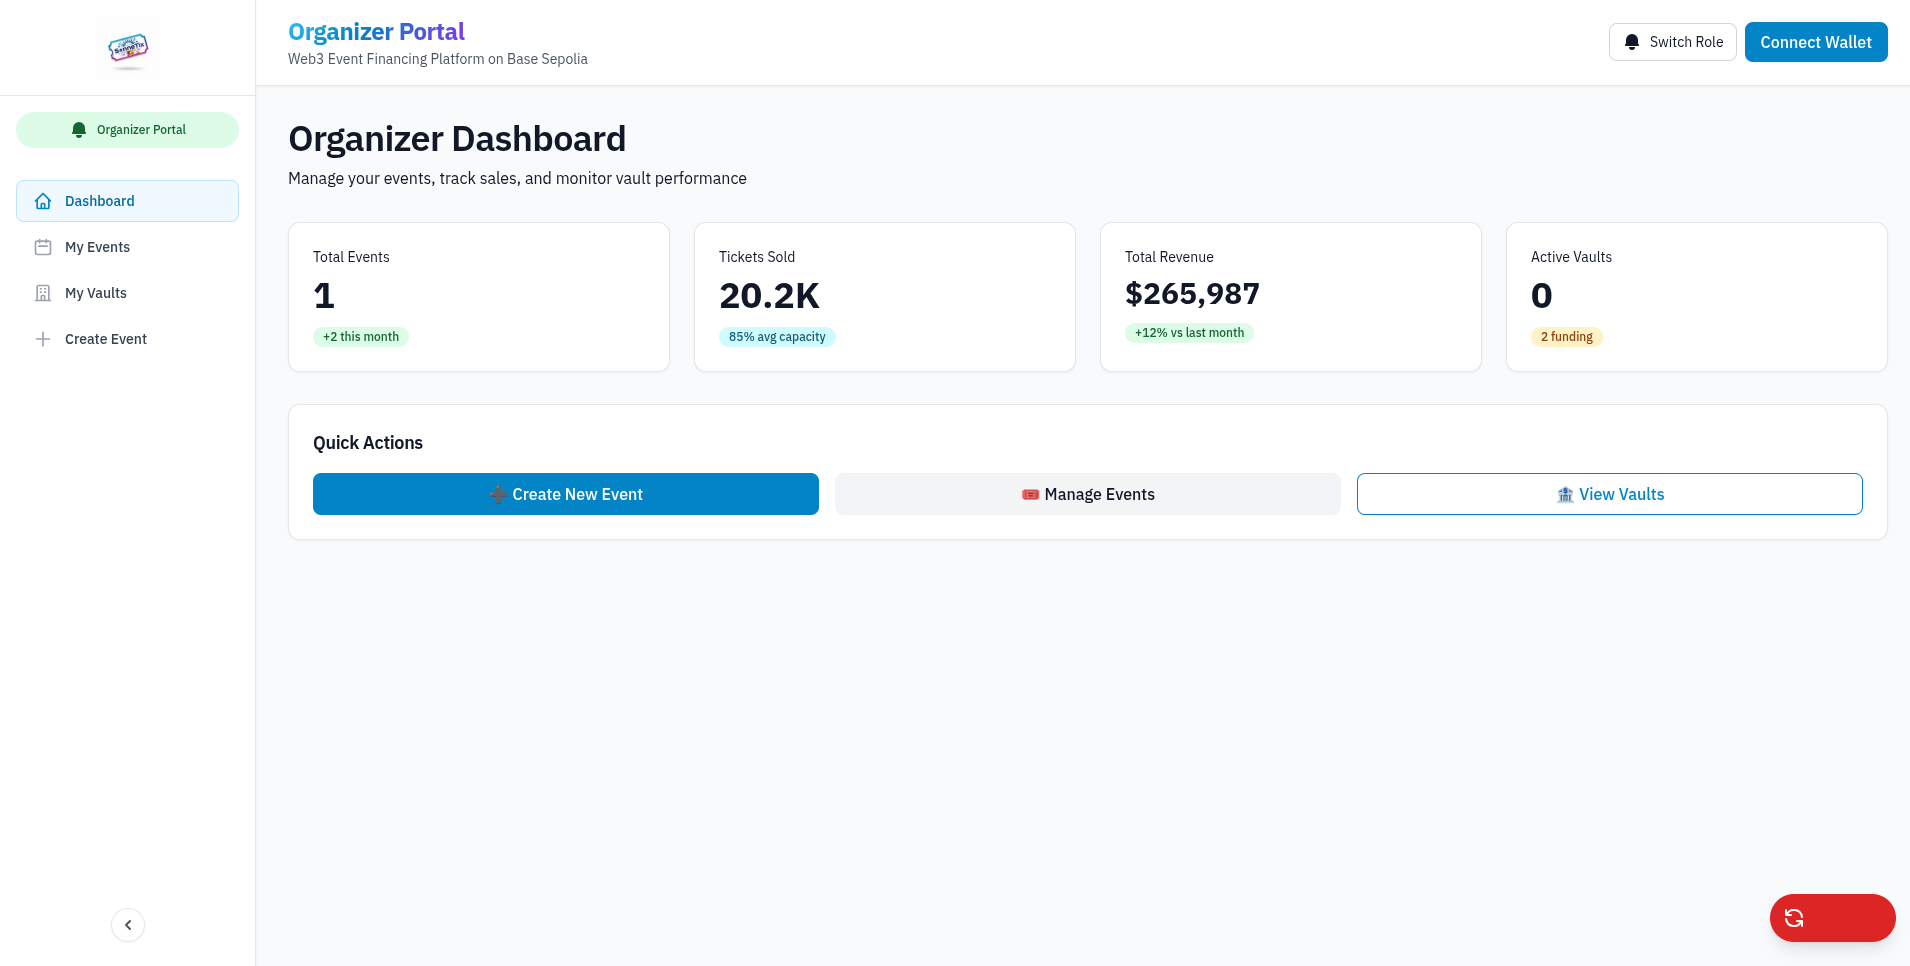 SenneTix
Organizer Portal
Dashboard
My Events
My Vaults
Create Event
Organizer Portal
Web3 Event Financing Platform on Base Sepolia
Switch Role
Connect Wallet
Organizer Dashboard
Manage your events, track sales, and monitor vault performance
Total Events
1
+2 this month
Tickets Sold
20.2K
85% avg capacity
Total Revenue
$265,987
+12% vs last month
Active Vaults
0
2 funding
Quick Actions
➕ Create New Event
🎟️ Manage Events
🏦 View Vaults